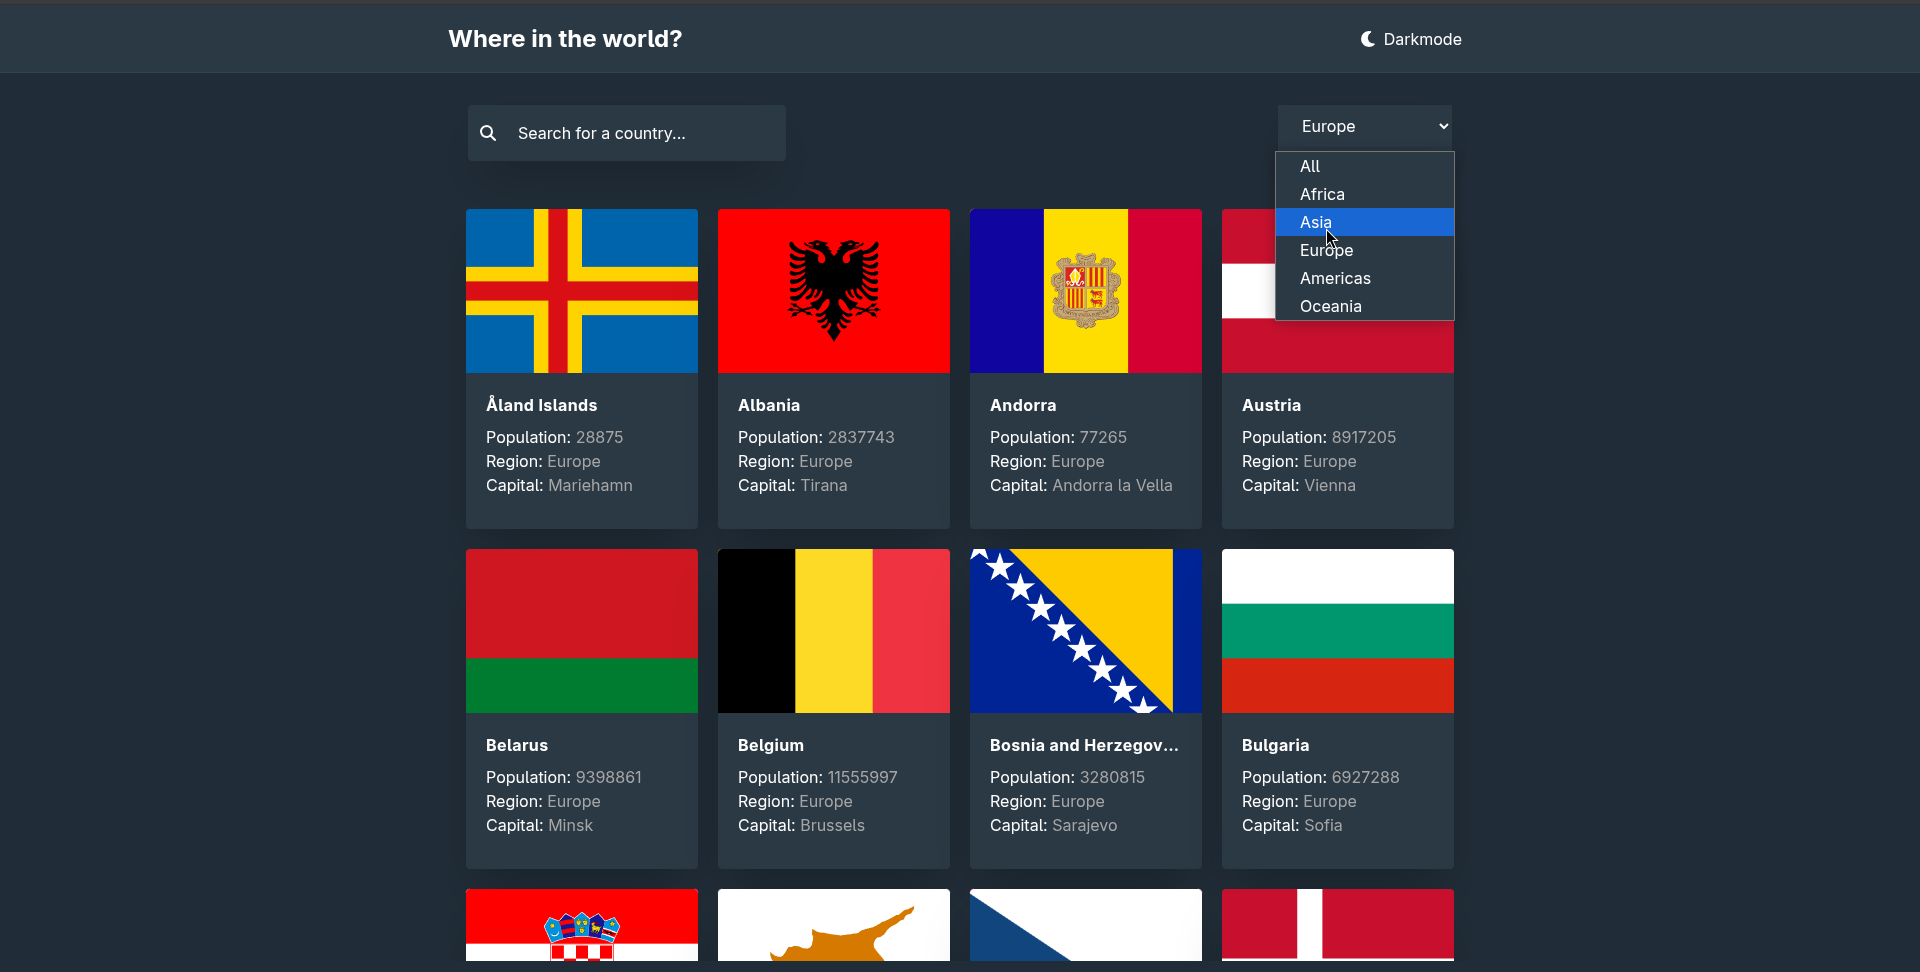 Where in the world?
Darkmode
Search for a country...
Europe
All
Africa
Asia
Europe
Americas
Oceania
Åland Islands
Population: 28875
Region: Europe
Capital: Mariehamn
Albania
Population: 2837743
Region: Europe
Capital: Tirana
Andorra
Population: 77265
Region: Europe
Capital: Andorra la Vella
Austria
Population: 8917205
Region: Europe
Capital: Vienna
Belarus
Population: 9398861
Region: Europe
Capital: Minsk
Belgium
Population: 11555997
Region: Europe
Capital: Brussels
Bosnia and Herzegov...
Population: 3280815
Region: Europe
Capital: Sarajevo
Bulgaria
Population: 6927288
Region: Europe
Capital: Sofia